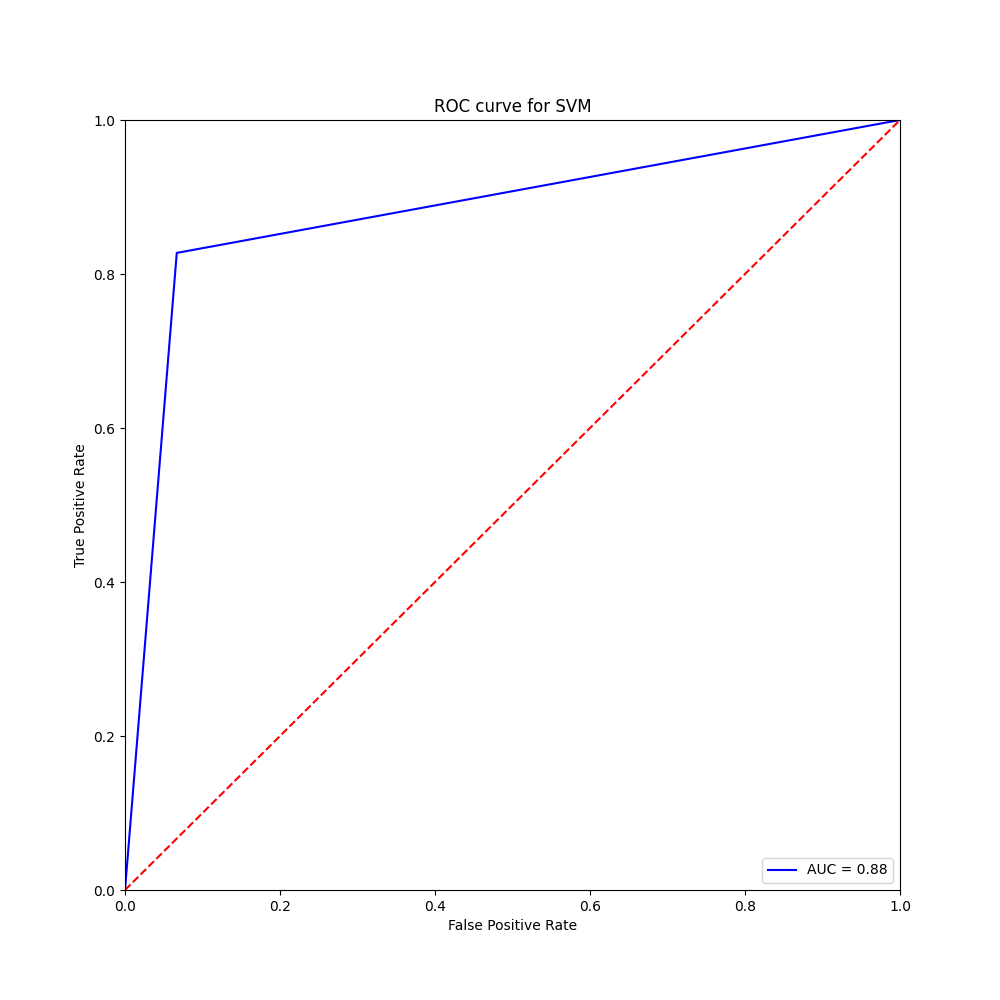 ROC curve for SVM
1.0
0.8
0.6
0.4
0.2
0.0
True Positive Rate
0.0 0.2 0.4 0.6 0.8 1.0
False Positive Rate
AUC = 0.88